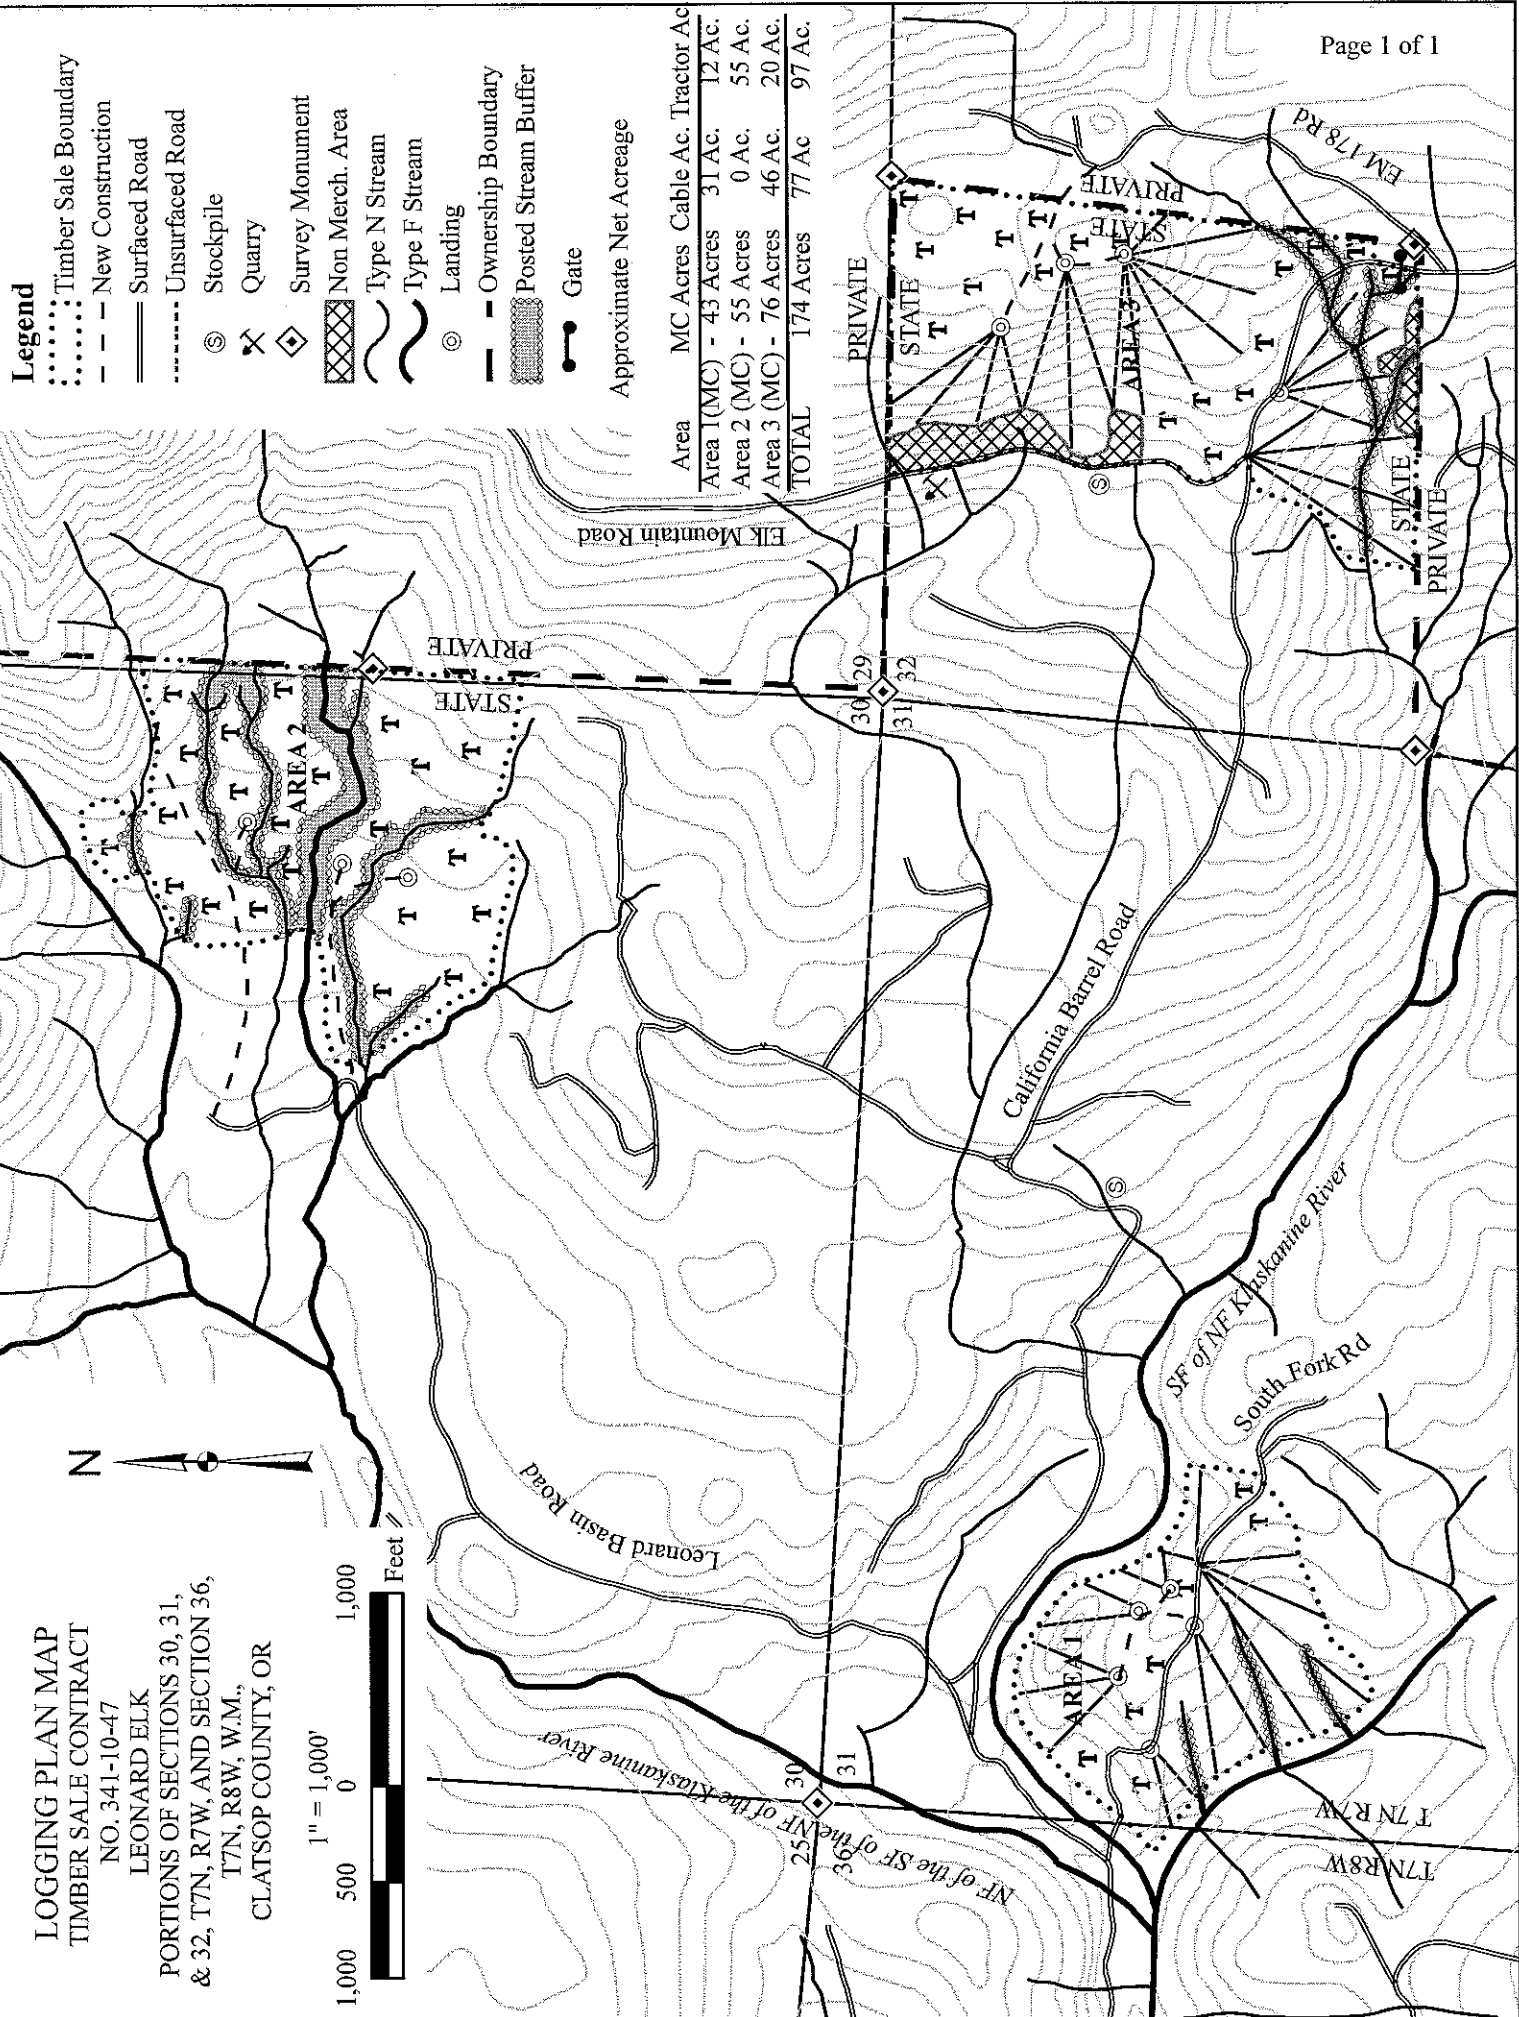 LOGGING PLAN MAP
TIMBER SALE CONTRACT
NO. 341-10-47
LEONARD ELK
PORTIONS OF SECTIONS 30, 31,
& 32, T7N, R7W, AND SECTION 36,
T7N, R8W, W.M.,
CLATSOP COUNTY, OR
1" = 1,000'
1,000 500 0 1,000
Feet
N
Legend
Timber Sale Boundary
New Construction
Surfaced Road
Unsurfaced Road
S Stockpile
Quarry
Survey Monument
Non Merch. Area
Type N Stream
Type F Stream
Landing
Ownership Boundary
Posted Stream Buffer
Gate
Approximate Net Acreage
Area MC Acres Cable Ac. Tractor Ac.
Area 1(MC) - 43 Acres 31 Ac. 12 Ac.
Area 2 (MC) - 55 Acres 0 Ac. 55 Ac.
Area 3 (MC) - 76 Acres 46 Ac. 20 Ac.
TOTAL 174 Acres 77 Ac 97 Ac.
Page 1 of 1
AREA 2
PRIVATE
STATE
Elk Mountain Road
30 29
31 32
PRIVATE
STATE
PRIVATE
STATE
AREA 3
EM 178 Rd
STATE
PRIVATE
S
California Barrel Road
S
Leonard Basin Road
NF of the SF of the NF of the Klaskanine River
25 30
36 31
SF of NF Klaskanine River
South Fork Rd
AREA 1
T7N R8W
T7N R7W